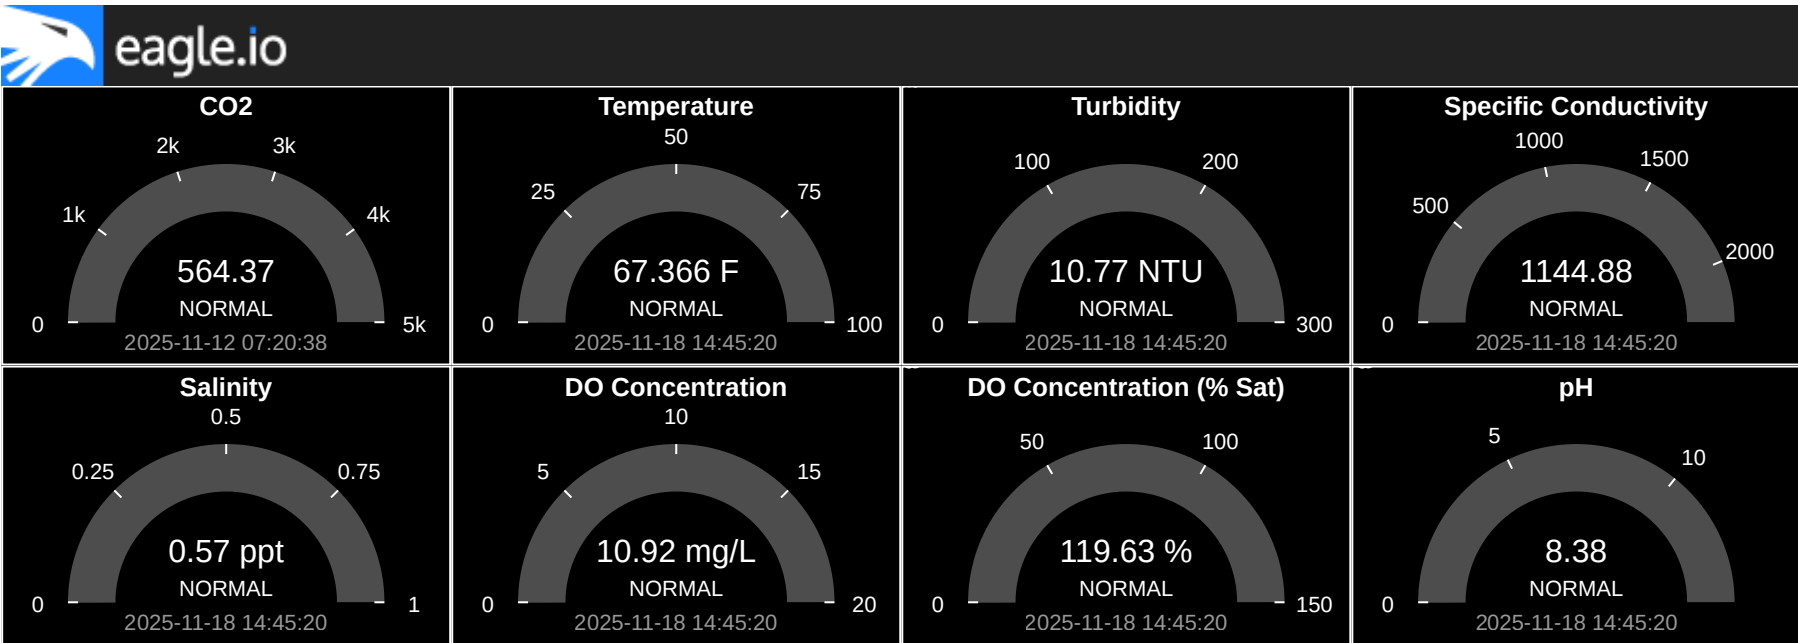 eagle.io
CO2
2k
3k
1k
4k
0
5k
564.37
NORMAL
2025-11-12 07:20:38
Temperature
50
25
75
0
100
67.366 F
NORMAL
2025-11-18 14:45:20
Turbidity
100
200
0
300
10.77 NTU
NORMAL
2025-11-18 14:45:20
Specific Conductivity
1000
1500
500
2000
0
1144.88
NORMAL
2025-11-18 14:45:20
Salinity
0.5
0.25
0.75
0
1
0.57 ppt
NORMAL
2025-11-18 14:45:20
DO Concentration
10
5
15
0
20
10.92 mg/L
NORMAL
2025-11-18 14:45:20
DO Concentration (% Sat)
50
100
0
150
119.63 %
NORMAL
2025-11-18 14:45:20
pH
5
10
0
8.38
NORMAL
2025-11-18 14:45:20